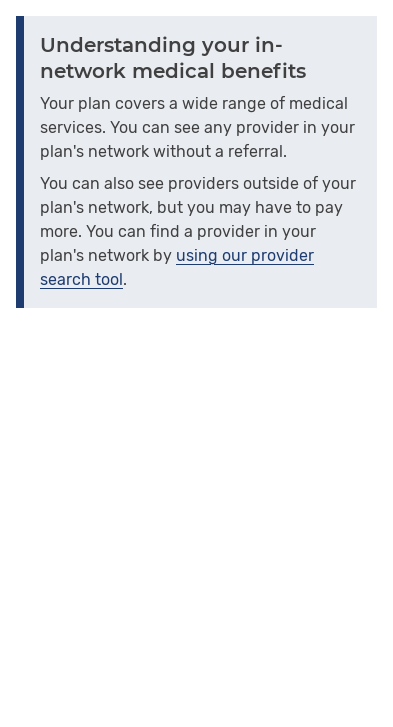 Understanding your in-
network medical benefits
Your plan covers a wide range of medical
services. You can see any provider in your
plan's network without a referral.
You can also see providers outside of your
plan's network, but you may have to pay
more. You can find a provider in your
plan's network by using our provider
search tool.